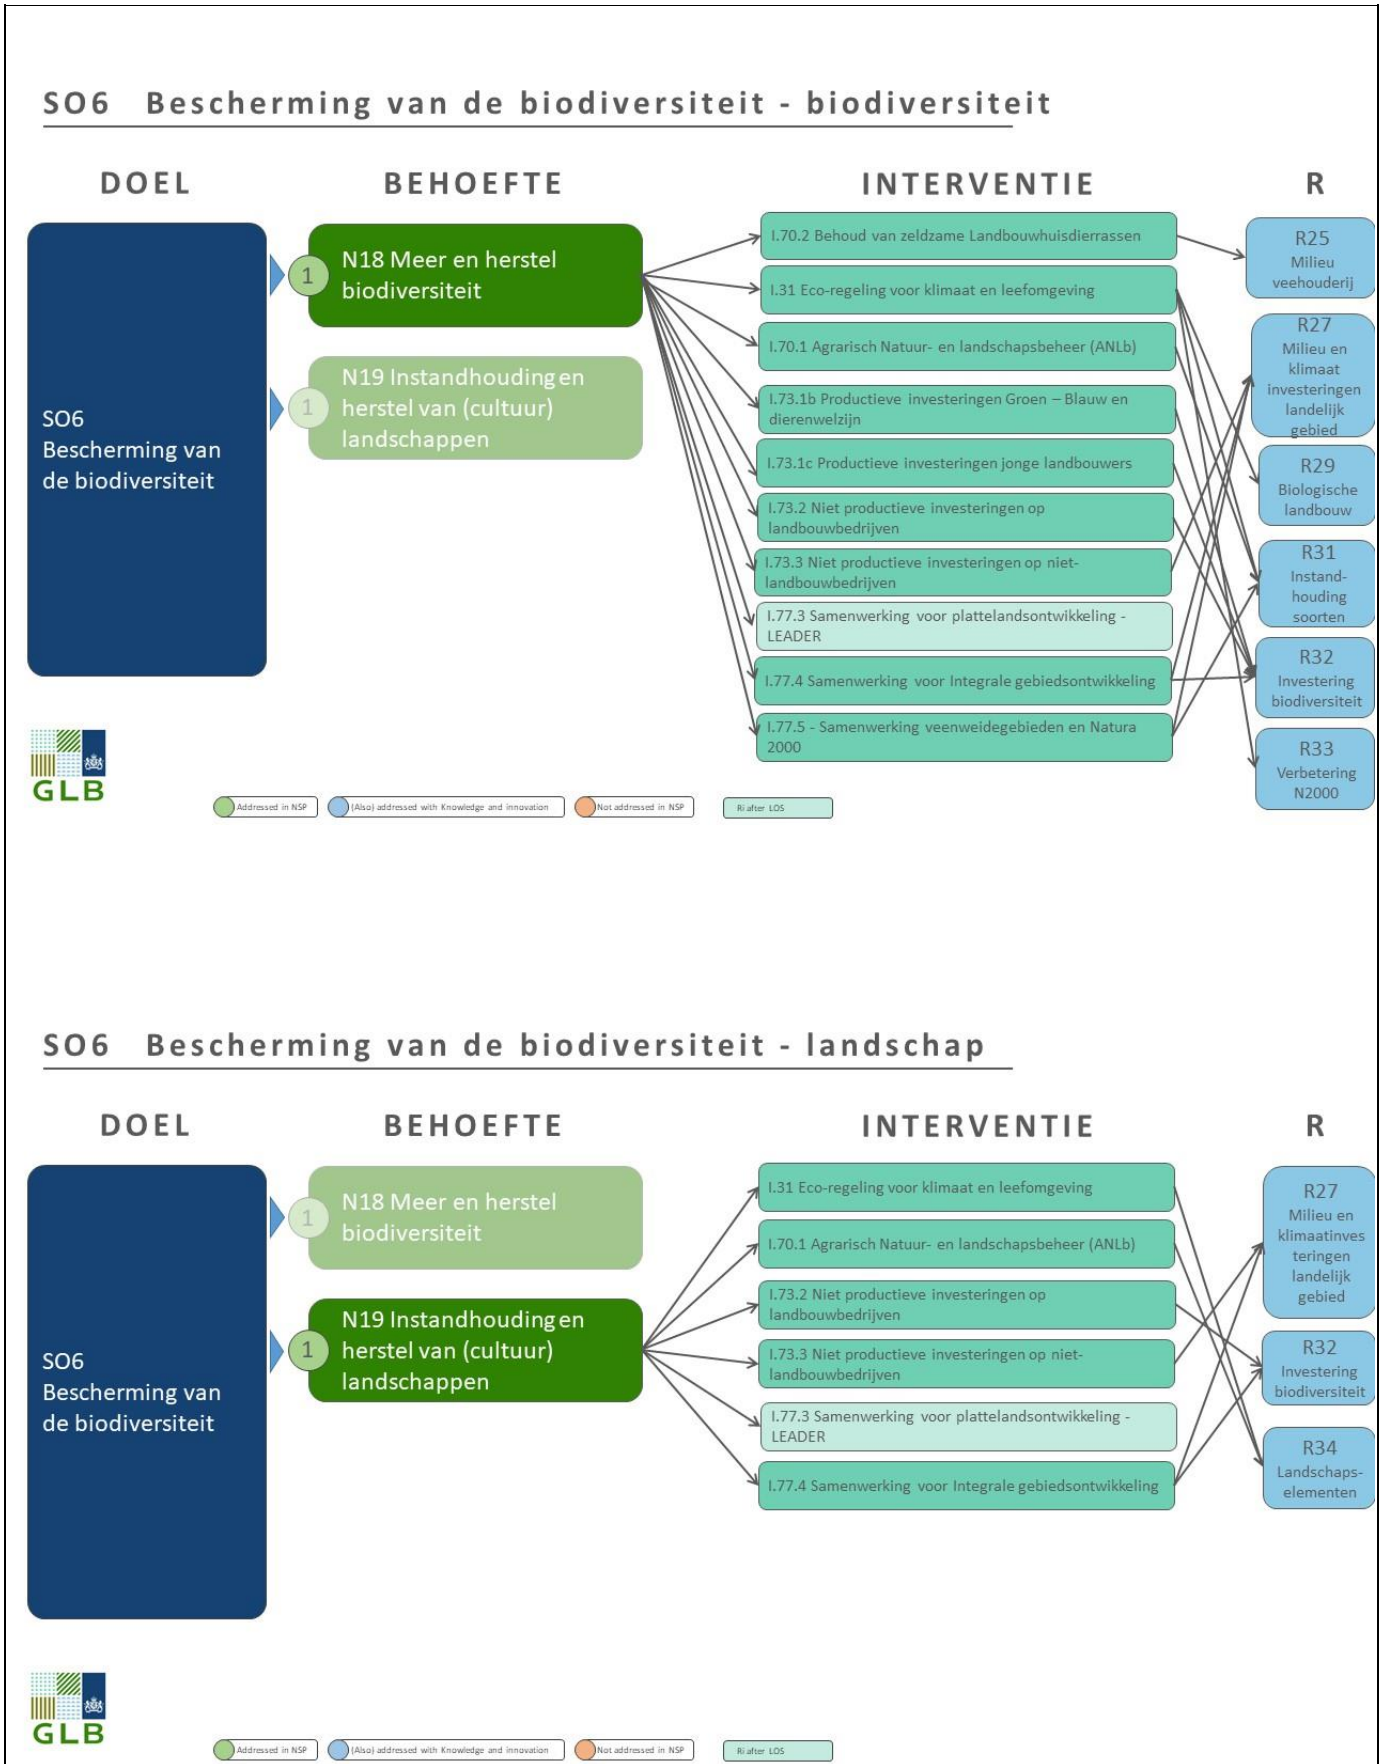 SO6 Bescherming van de biodiversiteit - biodiversiteit
DOEL
BEHOEFTE
INTERVENTIE
R
SO6
Bescherming van
de biodiversiteit
1
N18 Meer en herstel
biodiversiteit
1
N19 Instandhouding en
herstel van (cultuur)
landschappen
I.70.2 Behoud van zeldzame Landbouwhuisdierrassen
I.31 Eco-regeling voor klimaat en leefomgeving
I.70.1 Agrarisch Natuur- en landschapsbeheer (ANLb)
I.73.1b Productieve investeringen Groen – Blauw en
dierenwelzijn
I.73.1c Productieve investeringen jonge landbouwers
I.73.2 Niet productieve investeringen op
landbouwbedrijven
I.73.3 Niet productieve investeringen op niet-
landbouwbedrijven
I.77.3 Samenwerking voor plattelandsontwikkeling -
LEADER
I.77.4 Samenwerking voor Integrale gebiedsontwikkeling
I.77.5 - Samenwerking veenweidegebieden en Natura
2000
R25
Milieu
veehouderij
R27
Milieu en
klimaat
investeringen
landelijk
gebied
R29
Biologische
landbouw
R31
Instand-
houding
soorten
R32
Investering
biodiversiteit
R33
Verbetering
N2000
GLB
Addressed in NSP
(Also) addressed with Knowledge and innovation
Not addressed in NSP
Ri after LOS
SO6 Bescherming van de biodiversiteit - landschap
DOEL
BEHOEFTE
INTERVENTIE
R
SO6
Bescherming van
de biodiversiteit
1
N18 Meer en herstel
biodiversiteit
1
N19 Instandhouding en
herstel van (cultuur)
landschappen
I.31 Eco-regeling voor klimaat en leefomgeving
I.70.1 Agrarisch Natuur- en landschapsbeheer (ANLb)
I.73.2 Niet productieve investeringen op
landbouwbedrijven
I.73.3 Niet productieve investeringen op niet-
landbouwbedrijven
I.77.3 Samenwerking voor plattelandsontwikkeling -
LEADER
I.77.4 Samenwerking voor Integrale gebiedsontwikkeling
R27
Milieu en
klimaatinves
teringen
landelijk
gebied
R32
Investering
biodiversiteit
R34
Landschaps-
elementen
GLB
Addressed in NSP
(Also) addressed with Knowledge and innovation
Not addressed in NSP
Ri after LOS